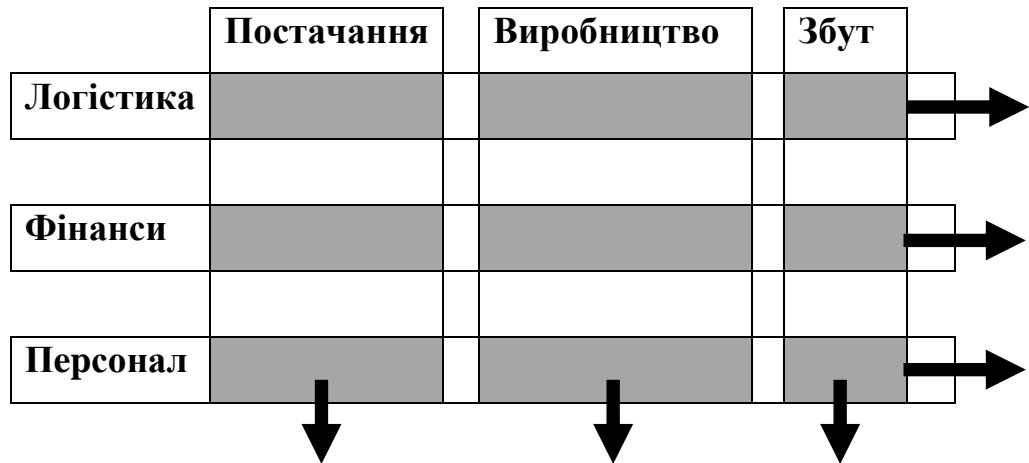 Постачання Виробництво Збут
Логістика
Фінанси
Персонал